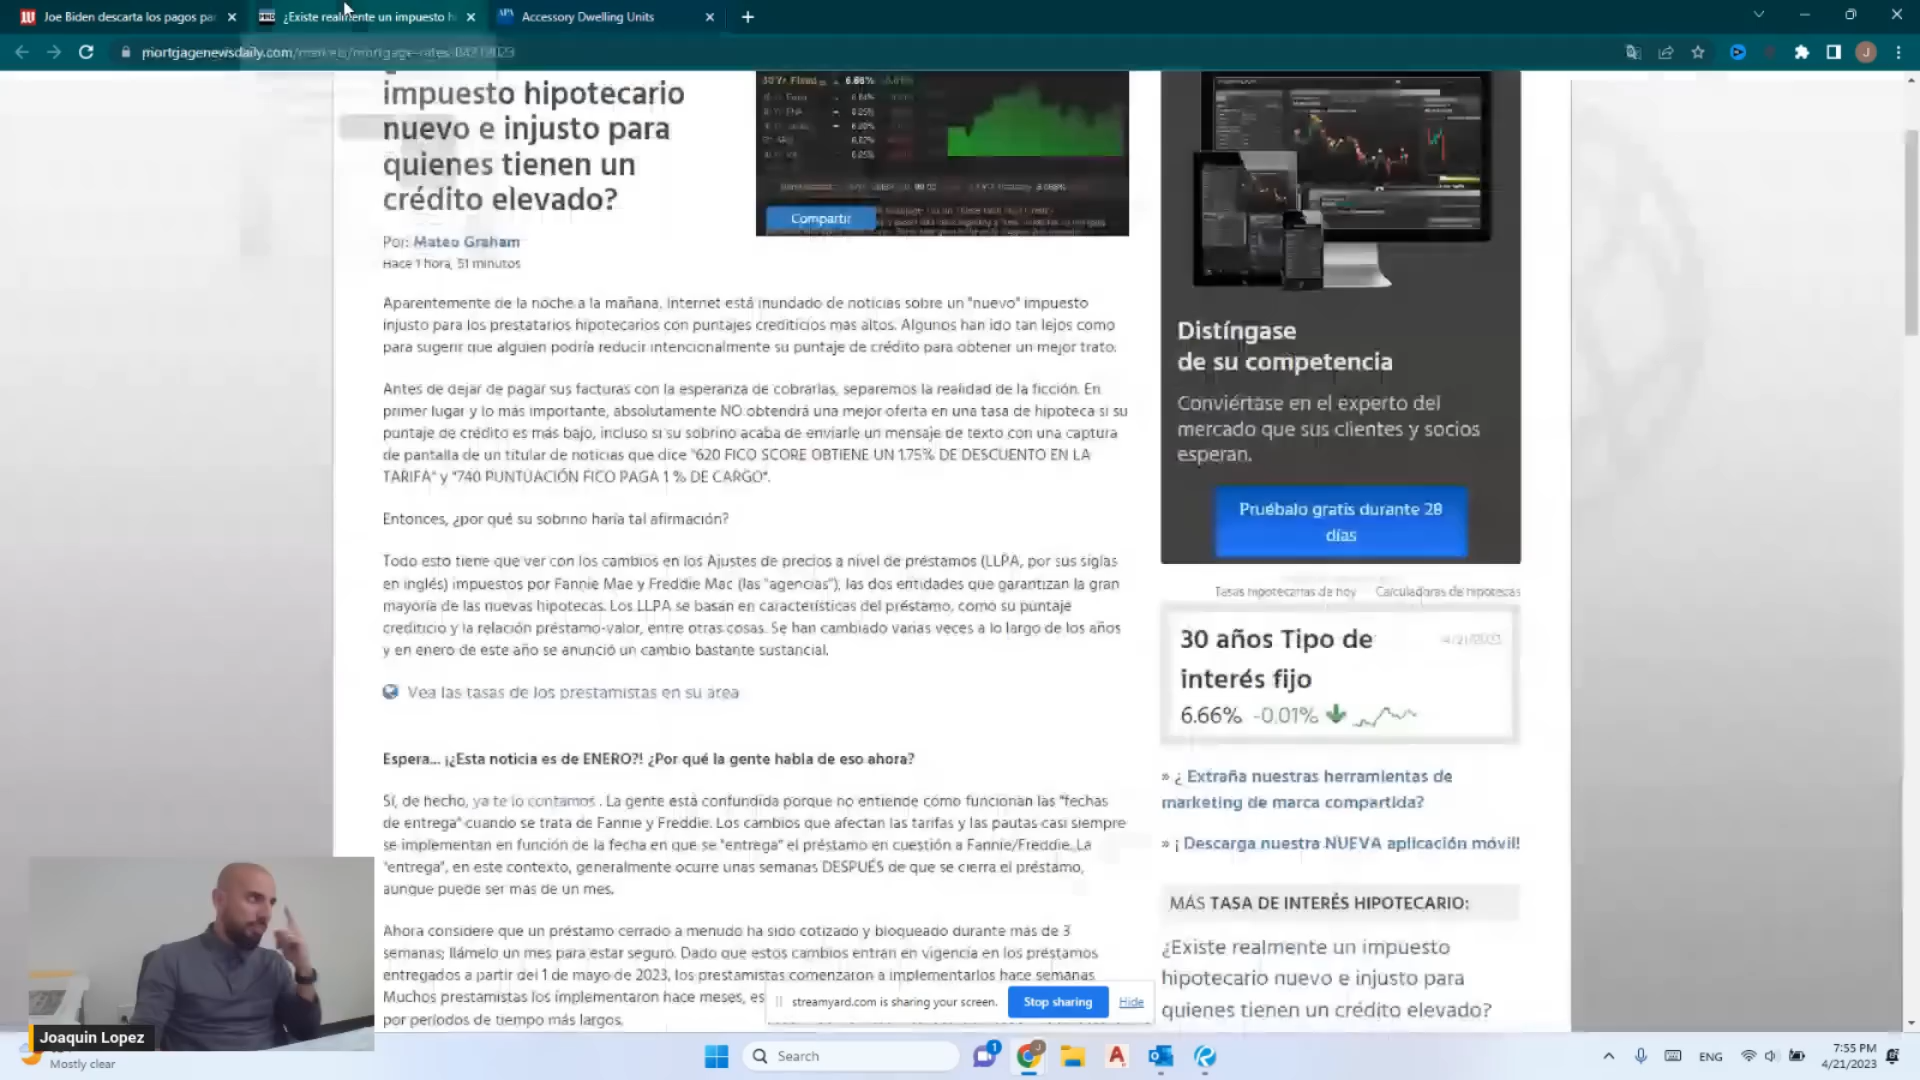 Joe Biden descarta los pagos pa
¿Existe realmente un impuesto h
Accessory Dwelling Units
mortgagenewsdaily.com/markets/mortgage-rates-04212023
impuesto hipotecario
nuevo e injusto para
quienes tienen un
crédito elevado?
Por: Mateo Graham
Hace 1 hora, 51 minutos
Compartir
Aparentemente de la noche a la mañana, Internet está inundado de noticias sobre un "nuevo" impuesto
injusto para los prestatarios hipotecarios con puntajes crediticios más altos. Algunos han ido tan lejos como
para sugerir que alguien podría reducir intencionalmente su puntaje de crédito para obtener un mejor trato.
Antes de dejar de pagar sus facturas con la esperanza de cobrarlas, separemos la realidad de la ficción. En
primer lugar y lo más importante, absolutamente NO obtendrá una mejor oferta en una tasa de hipoteca si su
puntaje de crédito es más bajo, incluso si su sobrino acaba de enviarle un mensaje de texto con una captura
de pantalla de un titular de noticias que dice "620 FICO SCORE OBTIENE UN 1.75% DE DESCUENTO EN LA
TARIFA" y "740 PUNTUACIÓN FICO PAGA 1 % DE CARGO".
Entonces, ¿por qué su sobrino haría tal afirmación?
Todo esto tiene que ver con los cambios en los Ajustes de precios a nivel de préstamos (LLPA, por sus siglas
en inglés) impuestos por Fannie Mae y Freddie Mac (las "agencias"), las dos entidades que garantizan la gran
mayoría de las nuevas hipotecas. Los LLPA se basan en características del préstamo, como su puntaje
crediticio y la relación préstamo-valor, entre otras cosas. Se han cambiado varias veces a lo largo de los años
y en enero de este año se anunció un cambio bastante sustancial.
Vea las tasas de los prestamistas en su área
Espera... ¡¿Esta noticia es de ENERO?! ¿Por qué la gente habla de eso ahora?
Sí, de hecho, ya te lo contamos . La gente está confundida porque no entiende cómo funcionan las "fechas
de entrega" cuando se trata de Fannie y Freddie. Los cambios que afectan las tarifas y las pautas casi siempre
se implementan en función de la fecha en que se "entrega" el préstamo en cuestión a Fannie/Freddie. La
"entrega", en este contexto, generalmente ocurre unas semanas DESPUÉS de que se cierra el préstamo,
aunque puede ser más de un mes.
Ahora considere que un préstamo cerrado a menudo ha sido cotizado y bloqueado durante más de 3
semanas; llámelo un mes para estar seguro. Dado que estos cambios entran en vigencia en los préstamos
entregados a partir del 1 de mayo de 2023, los prestamistas comenzaron a implementarlos hace semanas
Muchos prestamistas los implementaron hace meses, es
por períodos de tiempo más largos.
Distíngase
de su competencia
Conviértase en el experto del
mercado que sus clientes y socios
esperan.
Pruébalo gratis durante 28
días
Tasas hipotecarias de hoy Calculadoras de hipotecas
30 años Tipo de
interés fijo
4/21/2023
6.66% -0.01%
» ¿ Extraña nuestras herramientas de
marketing de marca compartida?
» ¡ Descarga nuestra NUEVA aplicación móvil!
MÁS TASA DE INTERÉS HIPOTECARIO:
¿Existe realmente un impuesto
hipotecario nuevo e injusto para
quienes tienen un crédito elevado?
streamyard.com is sharing your screen.
Stop sharing
Hide
Joaquin Lopez
Mostly clear
Search
ENG
7:55 PM
4/21/2023